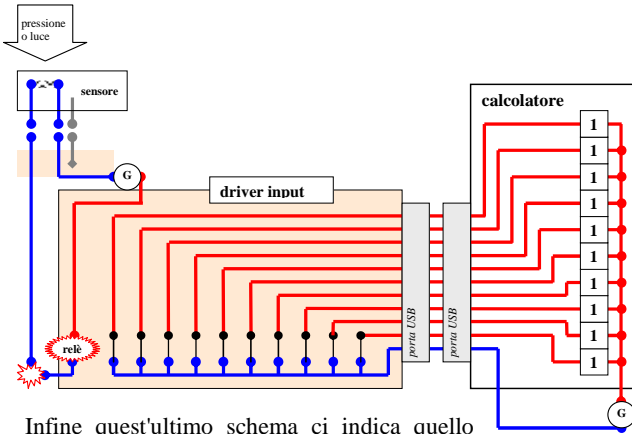 pressione
o luce
sensore
calcolatore
G
driver input
1
1
1
1
1
1
1
1
1
1
porta USB
porta USB
relè
G
Infine quest'ultimo schema ci indica quello